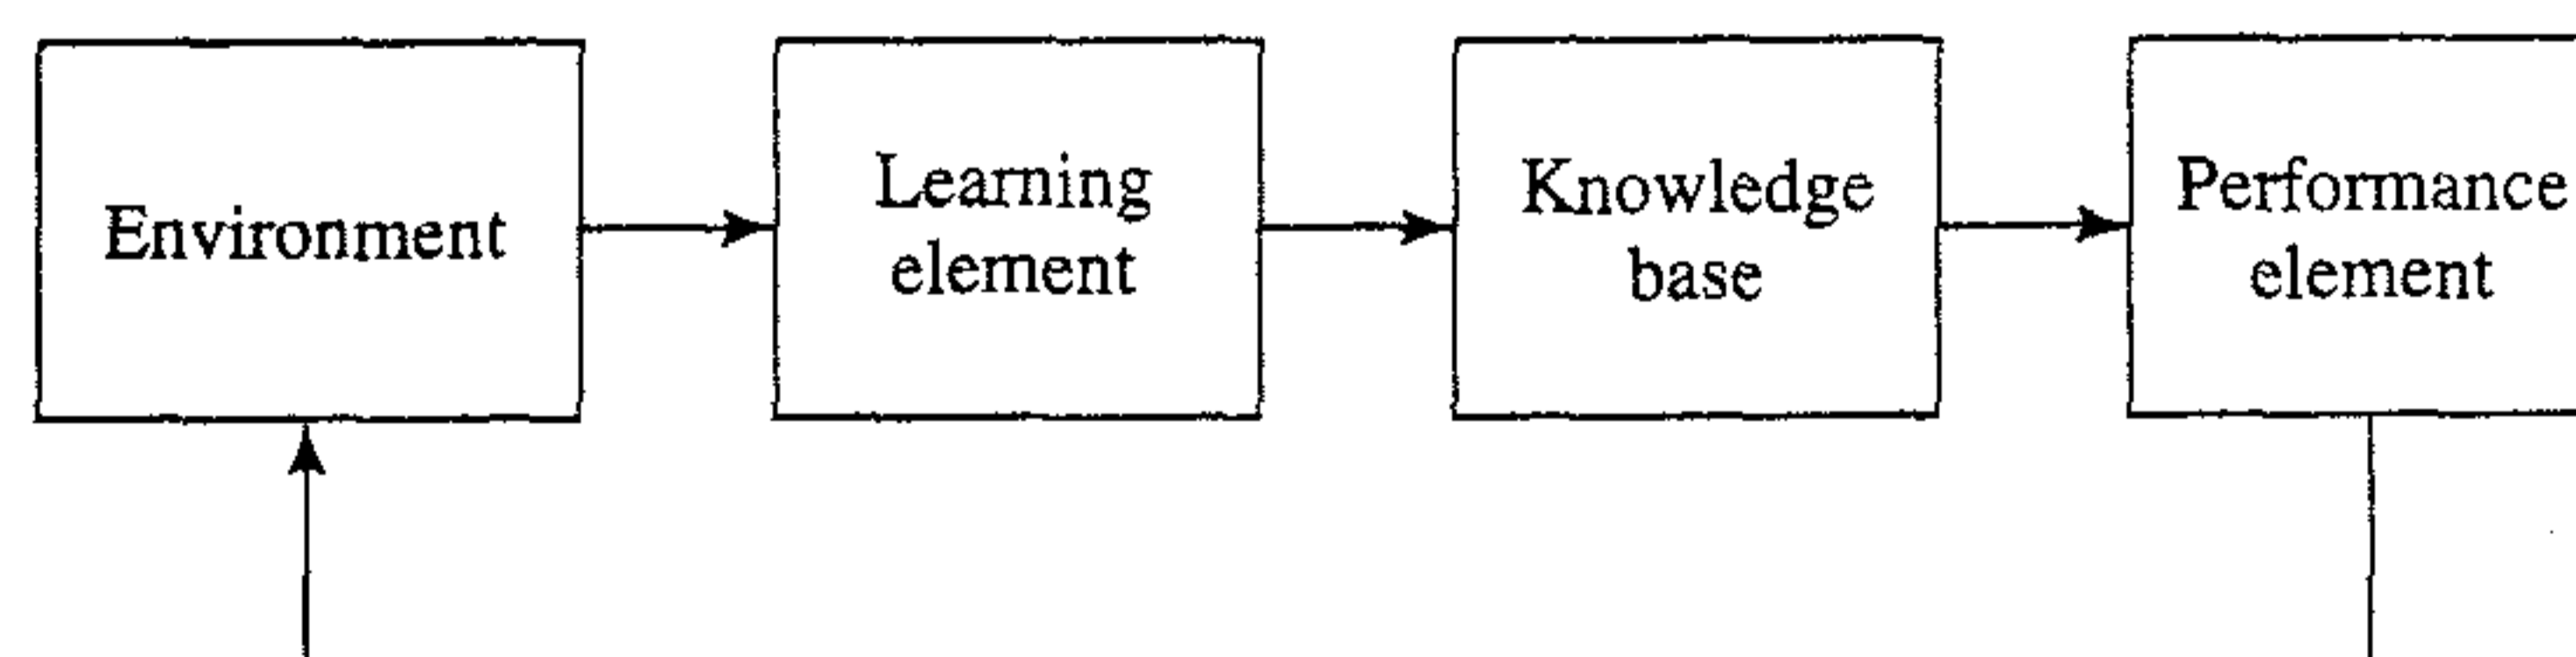 Environment
Learning
element
Knowledge
base
Performance
element